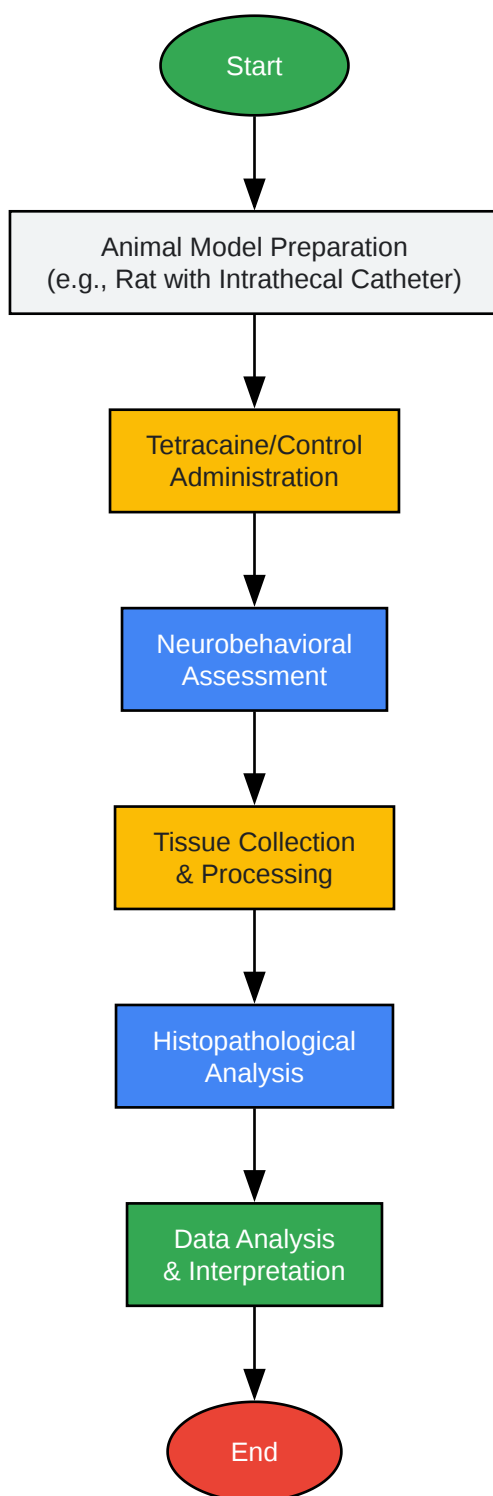 Start
Animal Model Preparation
(e.g., Rat with Intrathecal Catheter)
Tetracaine/Control
Administration
Neurobehavioral
Assessment
Tissue Collection
& Processing
Histopathological
Analysis
Data Analysis
& Interpretation
End